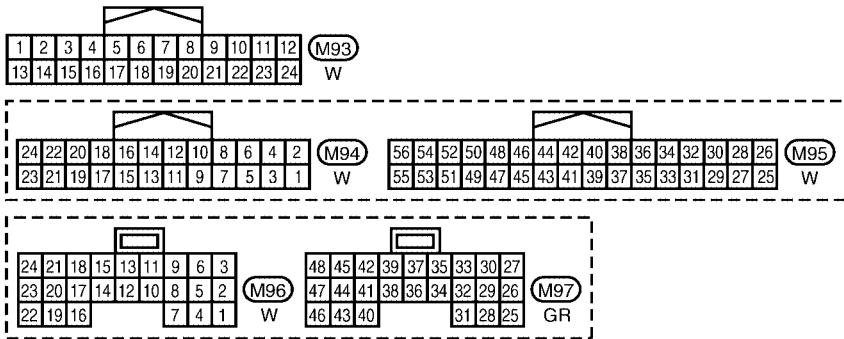 1 2 3 4 5 6 7 8 9 10 11 12
13 14 15 16 17 18 19 20 21 22 23 24
M93
W
24 22 20 18 16 14 12 10 8 6 4 2
23 21 19 17 15 13 11 9 7 5 3 1
M94
W
56 54 52 50 48 46 44 42 40 38 36 34 32 30 28 26
55 53 51 49 47 45 43 41 39 37 35 33 31 29 27 25
M95
W
24 21 18 15 13 11 9 6 3
23 20 17 14 12 10 8 5 2
22 19 16 7 4 1
M96
W
48 45 42 39 37 35 33 30 27
47 44 41 38 36 34 32 29 26
46 43 40 31 28 25
M97
GR